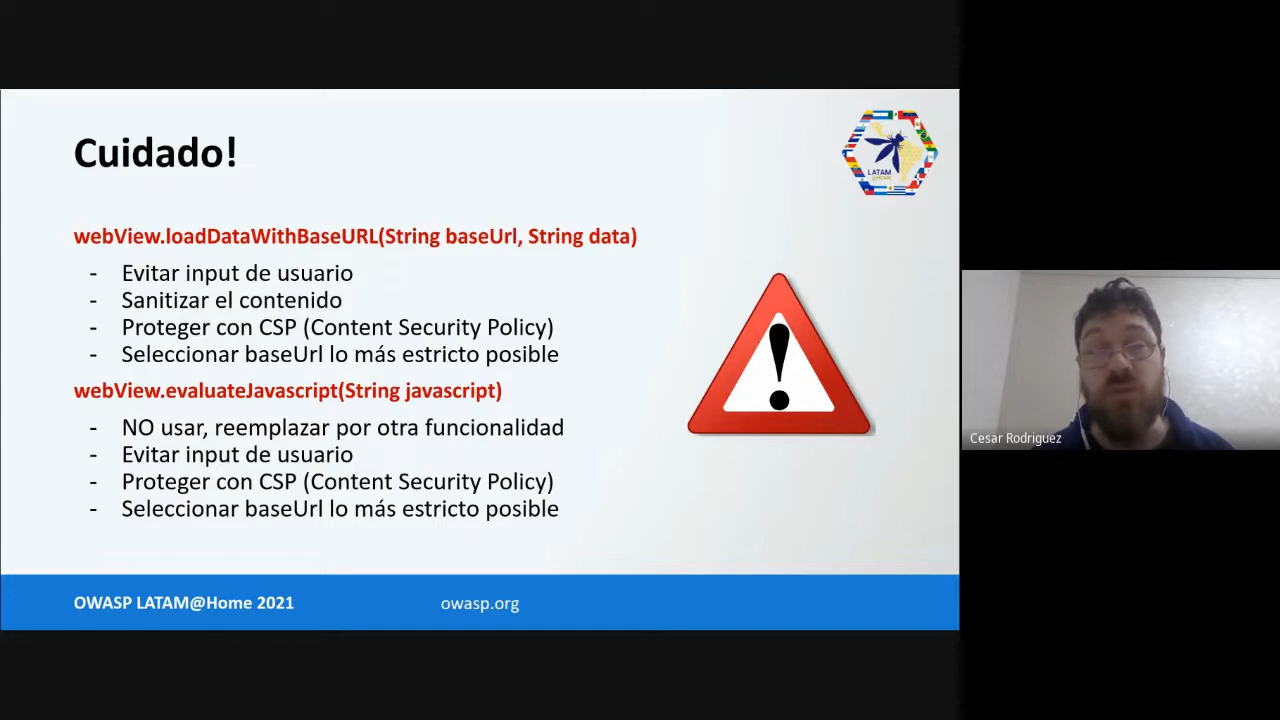 Cuidado!
LATAM
@HOME
webView.loadDataWithBaseURL(String baseUrl, String data)
- Evitar input de usuario
- Sanitizar el contenido
- Proteger con CSP (Content Security Policy)
- Seleccionar baseUrl lo más estricto posible
webView.evaluateJavascript(String javascript)
- NO usar, reemplazar por otra funcionalidad
- Evitar input de usuario
- Proteger con CSP (Content Security Policy)
- Seleccionar baseUrl lo más estricto posible
Cesar Rodriguez
OWASP LATAM@Home 2021
owasp.org